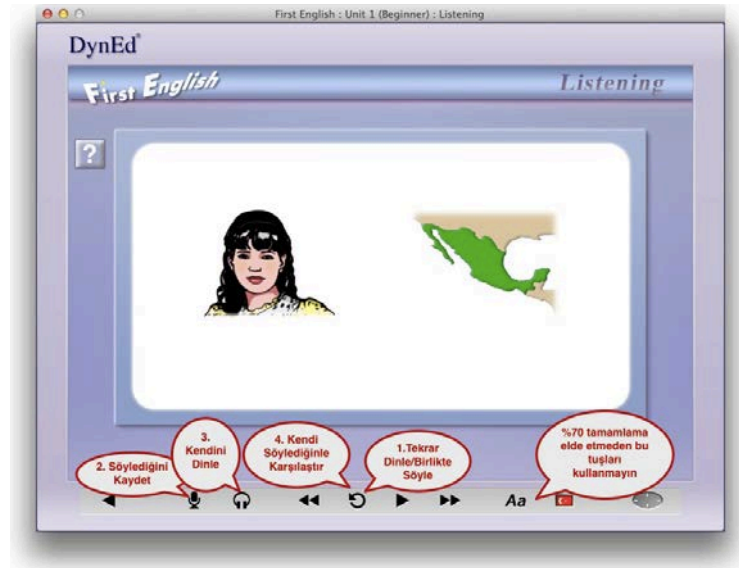 First English : Unit 1 (Beginner) : Listening
DynEd®
First English
Listening
?
2. Söylediğini
Kaydet
3.
Kendini
Dinle
4. Kendi
Söylediğinle
Karşılaştır
1.Tekrar
Dinle/Birlikte
Söyle
%70 tamamlama
elde etmeden bu
tuşları
kullanmayın
Aa